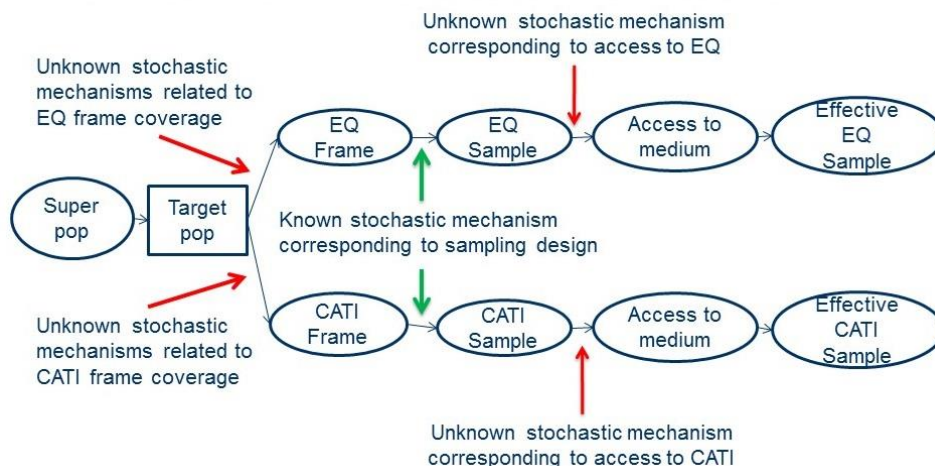 Unknown stochastic mechanism
corresponding to access to EQ
Unknown stochastic
mechanisms related to
EQ frame coverage
EQ
Frame
EQ
Sample
Access to
medium
Effective
EQ
Sample
Super
pop
Target
pop
Known stochastic mechanism
corresponding to sampling design
Unknown stochastic
mechanisms related to
CATI frame coverage
CATI
Frame
CATI
Sample
Access to
medium
Effective
CATI
Sample
Unknown stochastic mechanism
corresponding to access to CATI